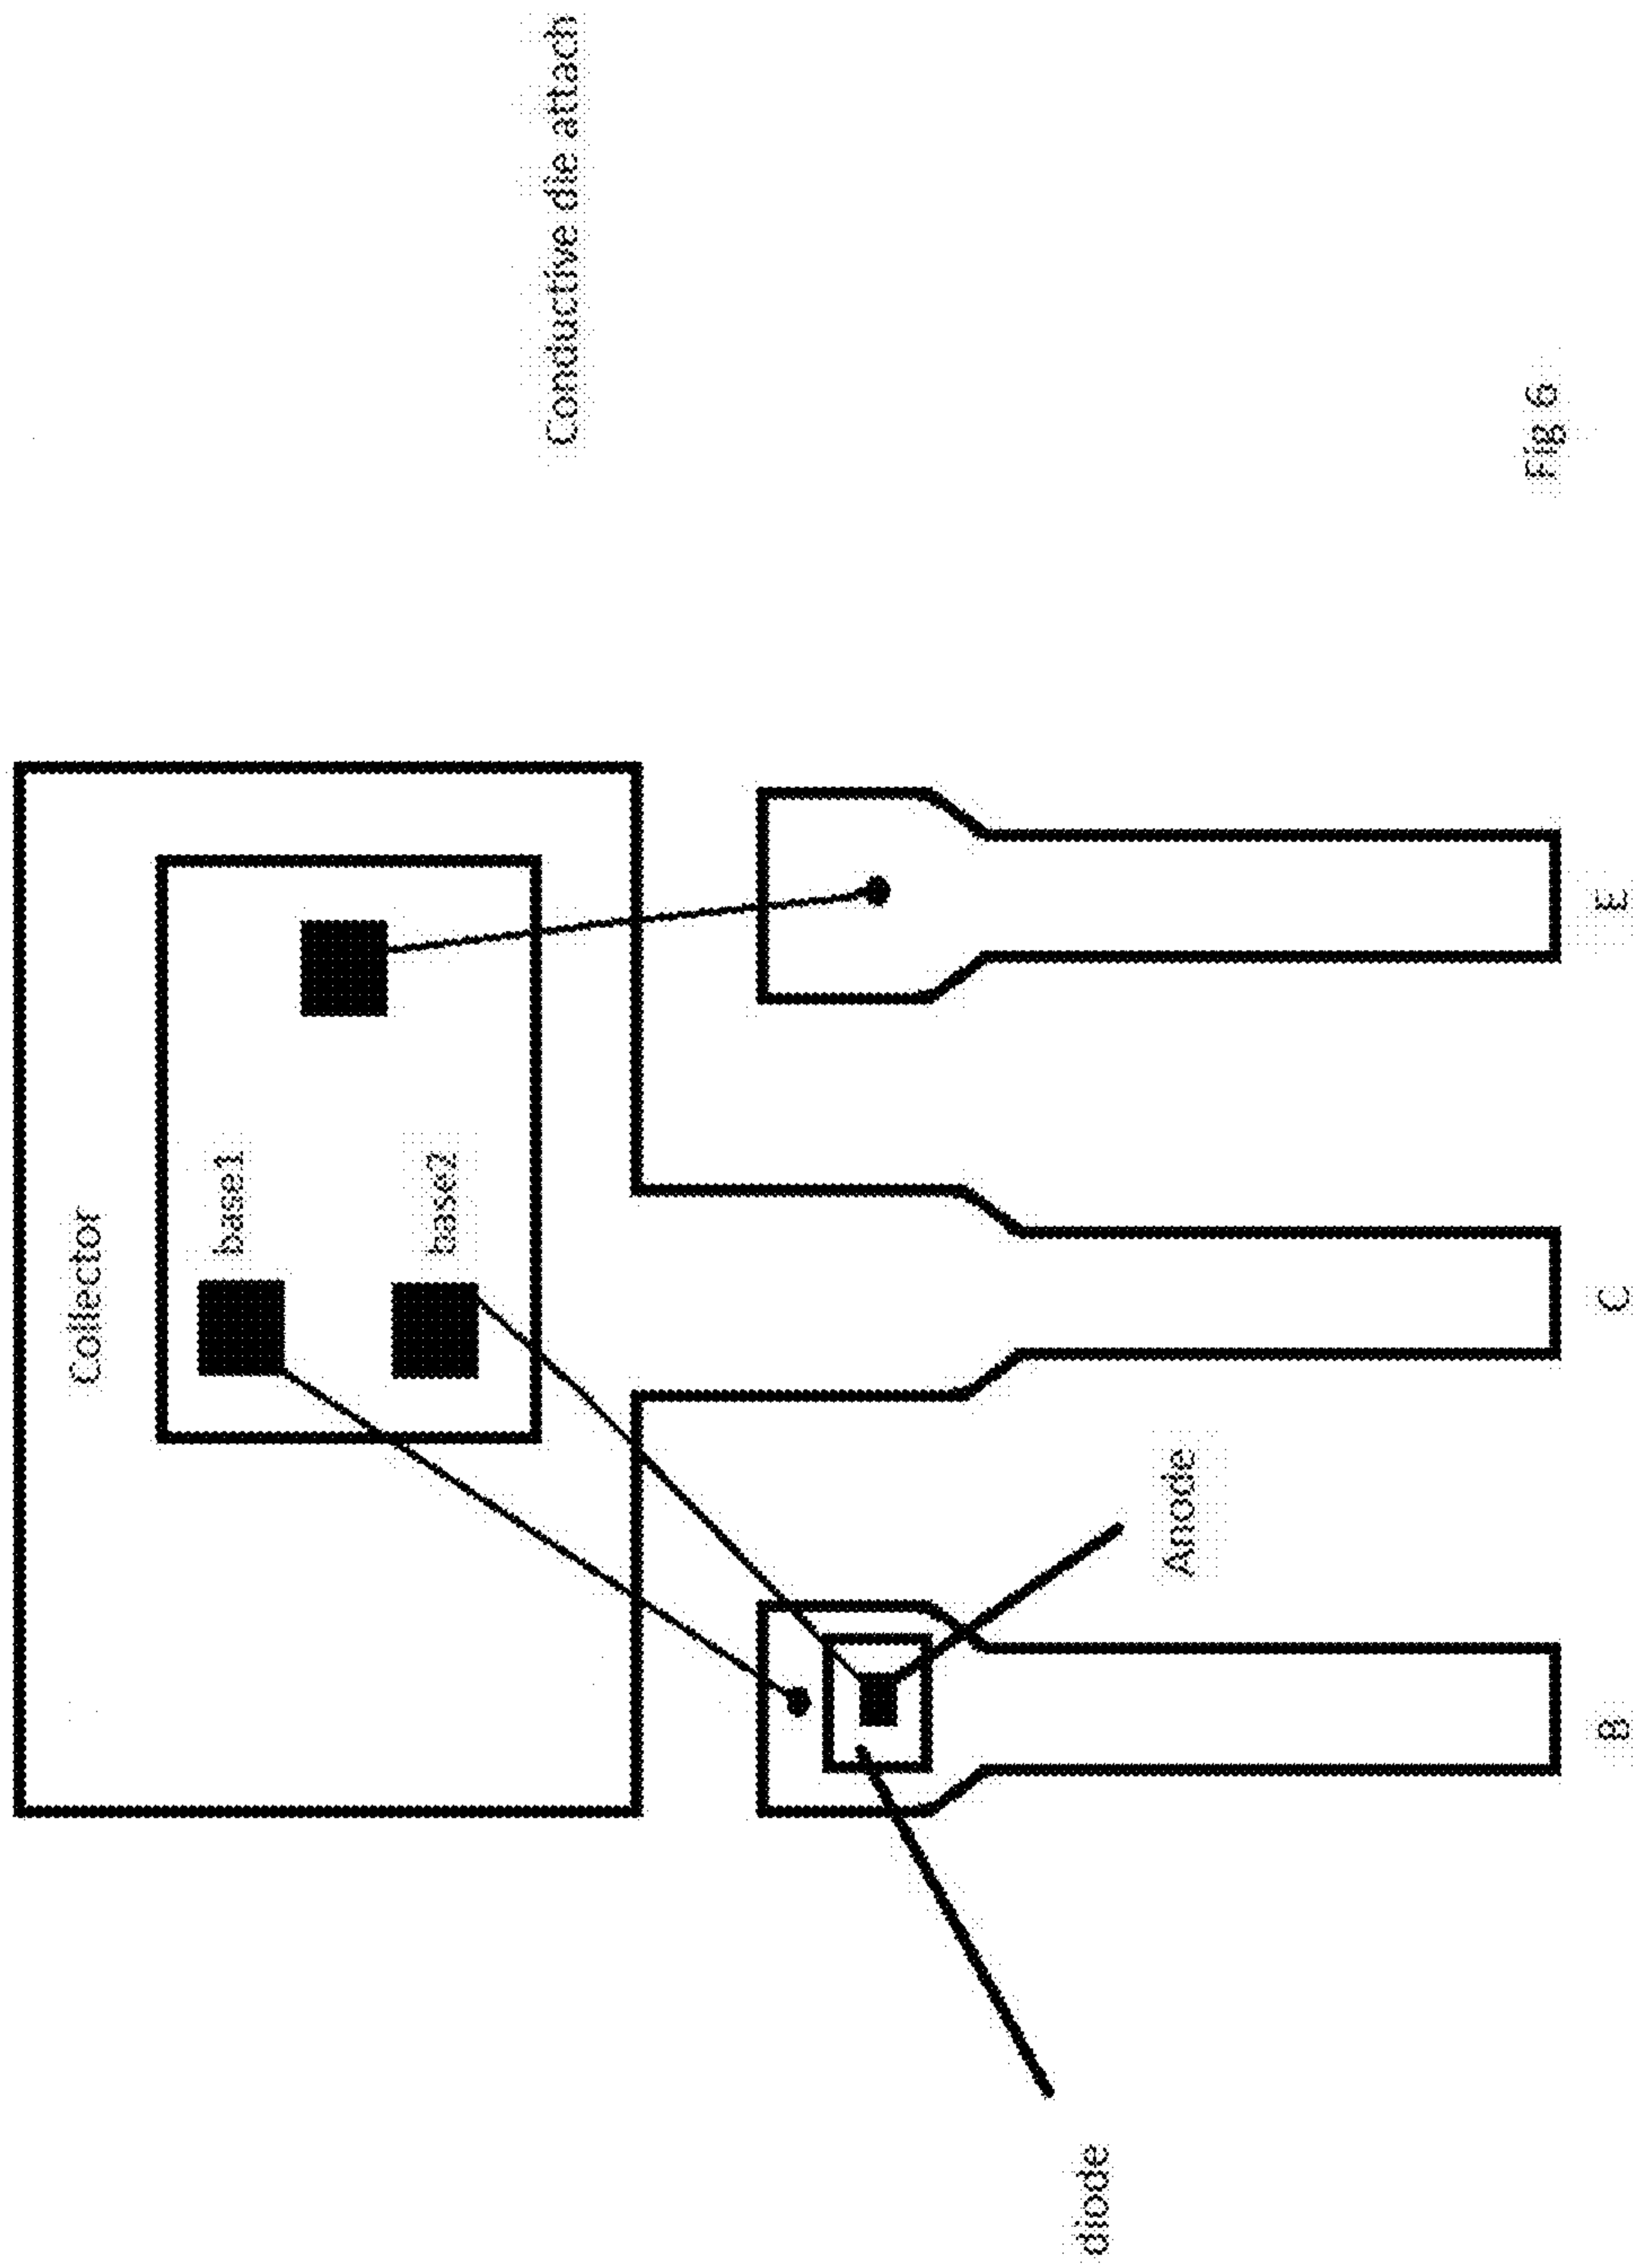 Collector
base1
base2
Conductive die attach
diode
Anode
B
C
E
Fig 6